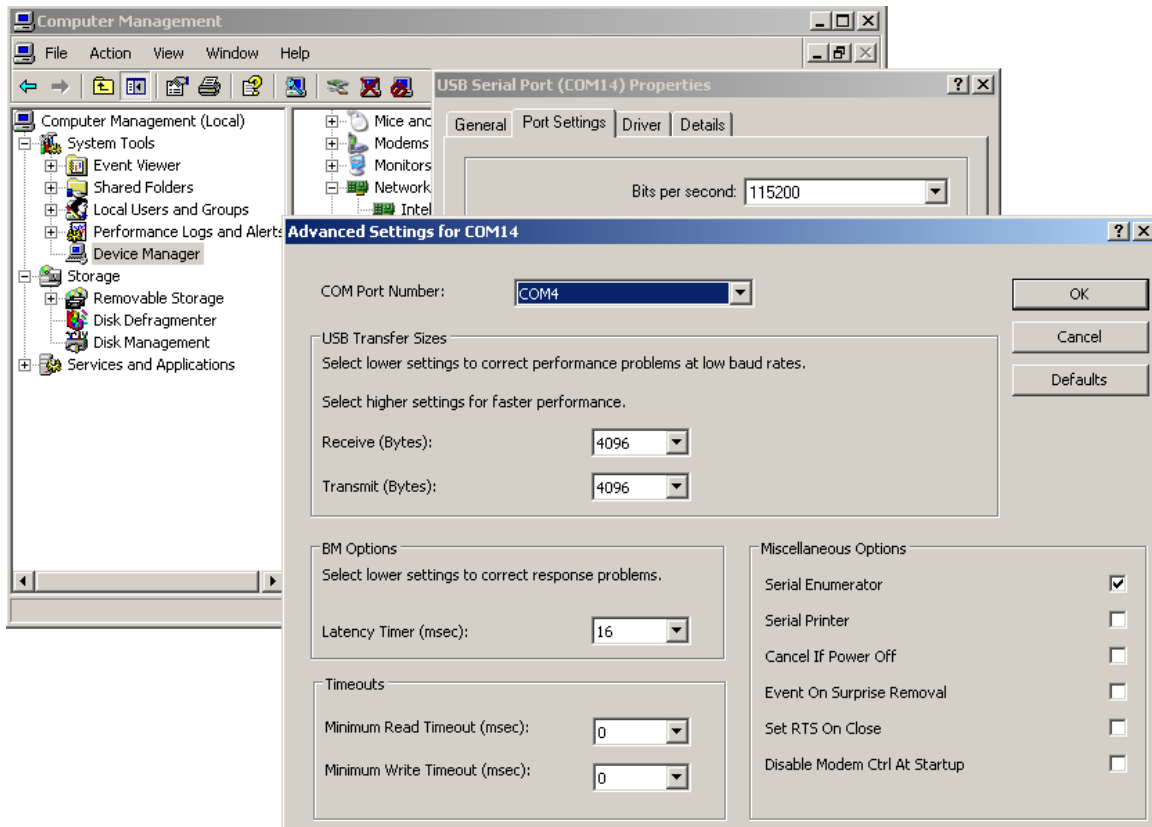 Computer Management
File Action View Window Help
USB Serial Port (COM14) Properties
Computer Management (Local)
System Tools
Event Viewer
Shared Folders
Local Users and Groups
Performance Logs and Alerts
Device Manager
Storage
Removable Storage
Disk Defragmenter
Disk Management
Services and Applications
Mice and
Modems
Monitors
Network
Intel
General Port Settings Driver Details
Bits per second: 115200
Advanced Settings for COM14
COM Port Number: COM4
OK
Cancel
Defaults
USB Transfer Sizes
Select lower settings to correct performance problems at low baud rates.
Select higher settings for faster performance.
Receive (Bytes): 4096
Transmit (Bytes): 4096
BM Options
Select lower settings to correct response problems.
Latency Timer (msec): 16
Timeouts
Minimum Read Timeout (msec): 0
Minimum Write Timeout (msec): 0
Miscellaneous Options
Serial Enumerator
Serial Printer
Cancel If Power Off
Event On Surprise Removal
Set RTS On Close
Disable Modem Ctrl At Startup